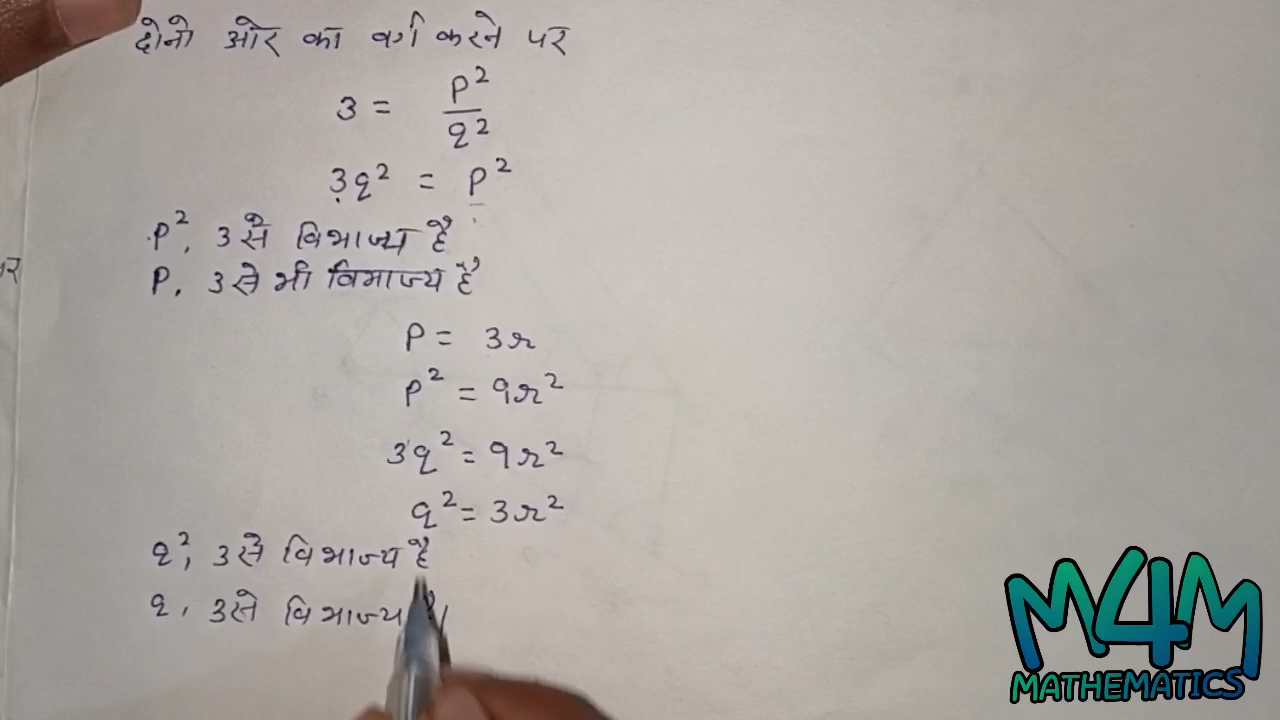 दोनो ओर का वर्ग करने पर
3 = p²/q²
3q² = p²
p², 3 से विभाज्य है
P, 3 से भी विभाज्य है
P = 3r
p² = 9r²
3q² = 9r²
q² = 3r²
q², 3 से विभाज्य है
q, 3 से विभाज्य
M4M
MATHEMATICS